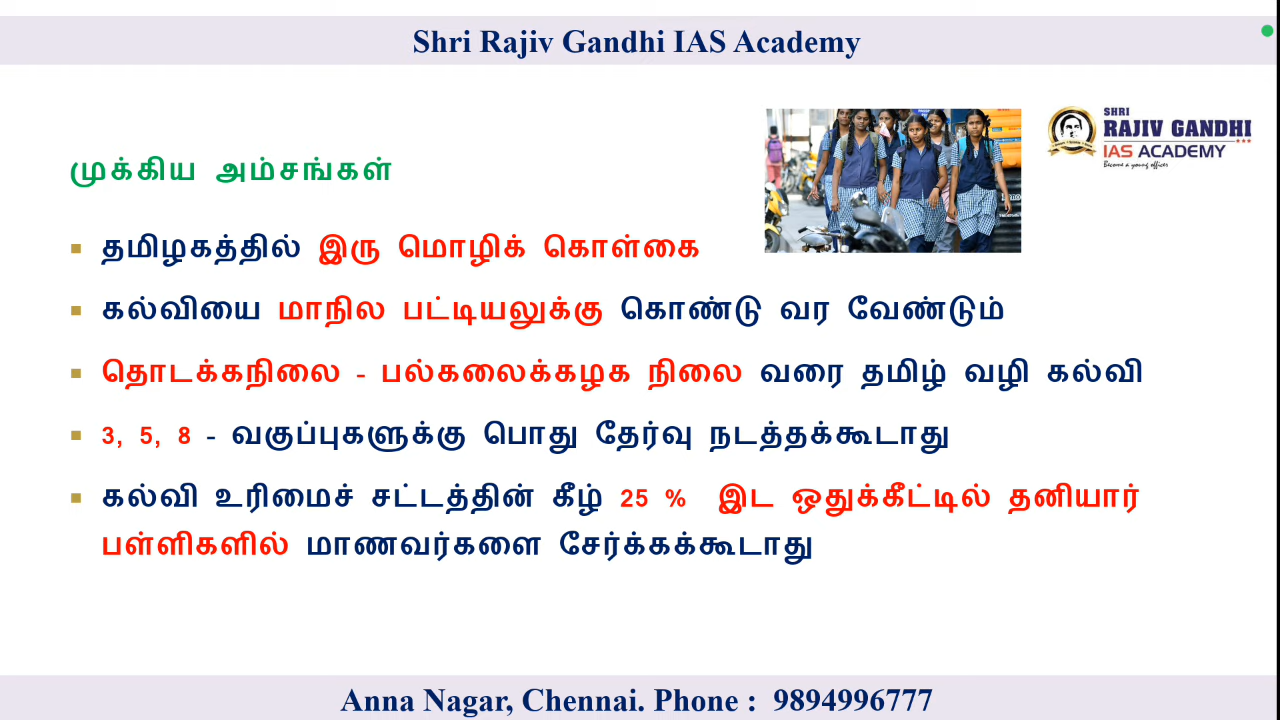 Shri Rajiv Gandhi IAS Academy
SHRI
RAJIV GANDHI
IAS ACADEMY
Become a young officer
முக்கிய அம்சங்கள்
தமிழகத்தில் இரு மொழிக் கொள்கை
கல்வியை மாநில பட்டியலுக்கு கொண்டு வர வேண்டும்
தொடக்கநிலை - பல்கலைக்கழக நிலை வரை தமிழ் வழி கல்வி
3, 5, 8 - வகுப்புகளுக்கு பொது தேர்வு நடத்தக்கூடாது
கல்வி உரிமைச் சட்டத்தின் கீழ் 25 % இட ஒதுக்கீட்டில் தனியார்
பள்ளிகளில் மாணவர்களை சேர்க்கக்கூடாது
Anna Nagar, Chennai. Phone : 9894996777